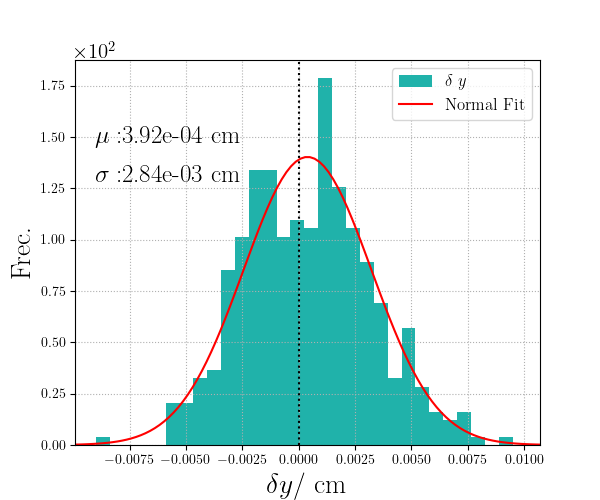 ×10²
δ y
Normal Fit
μ :3.92e-04 cm
σ :2.84e-03 cm
Frec.
1.75
1.50
1.25
1.00
0.75
0.50
0.25
0.00
−0.0075 −0.0050 −0.0025 0.0000 0.0025 0.0050 0.0075 0.0100
δy/ cm